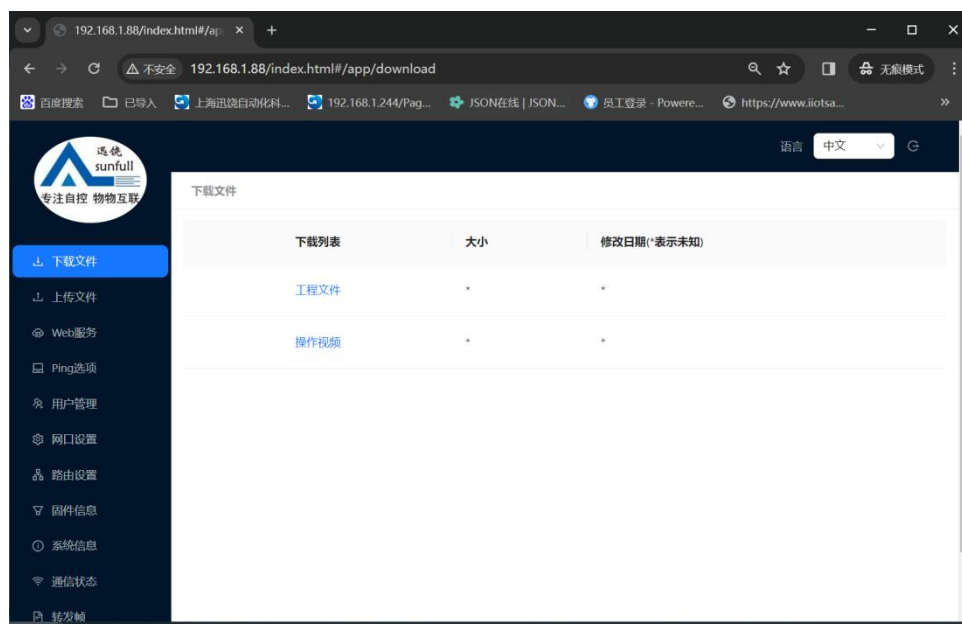 192.168.1.88/index.html#/ap
不安全 192.168.1.88/index.html#/app/download 无痕模式
百度搜索 已导入 上海迅饶自动化科... 192.168.1.244/Pag... JSON在线 | JSON... 员工登录 - Powere... https://www.iiotsa...
迅饶
sunfull
专注自控 物物互联
语言 中文
下载文件
下载列表 大小 修改日期(*表示未知)
工程文件 * *
操作视频 * *
下载文件
上传文件
Web服务
Ping选项
用户管理
网口设置
路由设置
固件信息
系统信息
通信状态
转发帧